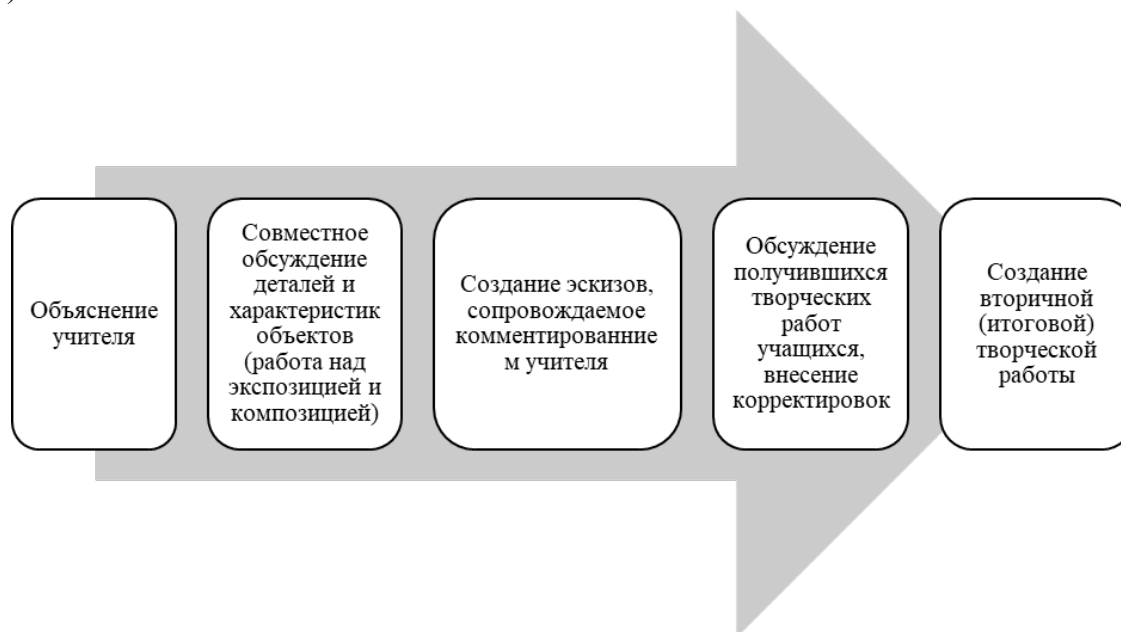 )
Объяснение
учителя
Совместное
обсуждение
деталей и
характеристик
объектов
(работа над
экспозицией и
композицией)
Создание эскизов,
сопровождаемое
комментированние
м учителя
Обсуждение
получившихся
творческих
работ
учащихся,
внесение
корректировок
Создание
вторичной
(итоговой)
творческой
работы